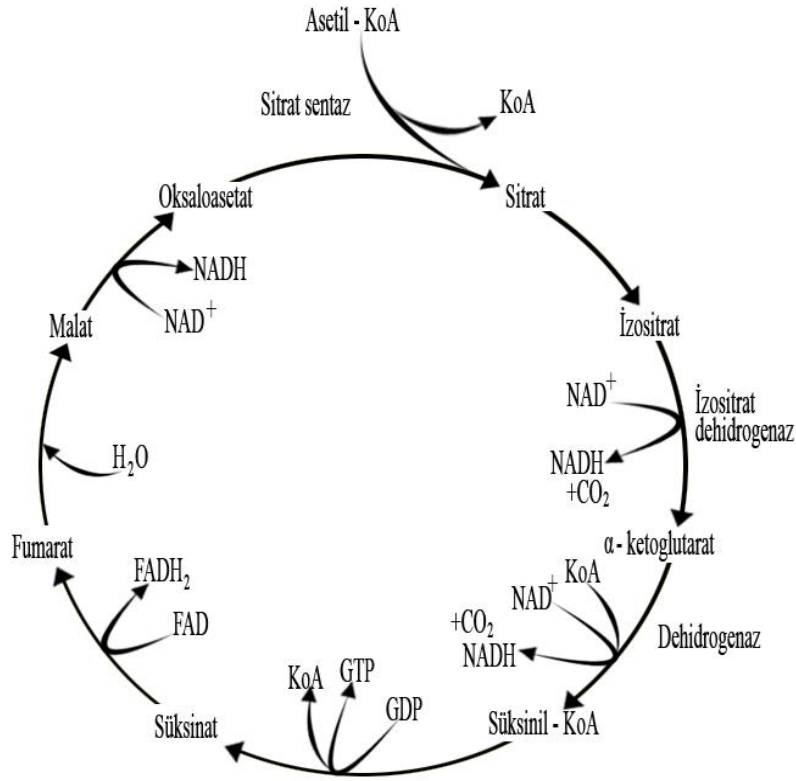 Asetil - KoA
Sitrat sentaz
KoA
Oksaloasetat
Sitrat
NADH
NAD+
Malat
İzositrat
NAD+
İzositrat
dehidrogenaz
NADH
+CO2
H2O
Fumarat
α - ketoglutarat
FADH2
FAD
KoA
NAD+
+CO2
NADH
Dehidrogenaz
KoA
GTP
GDP
Süksinat
Süksinil - KoA